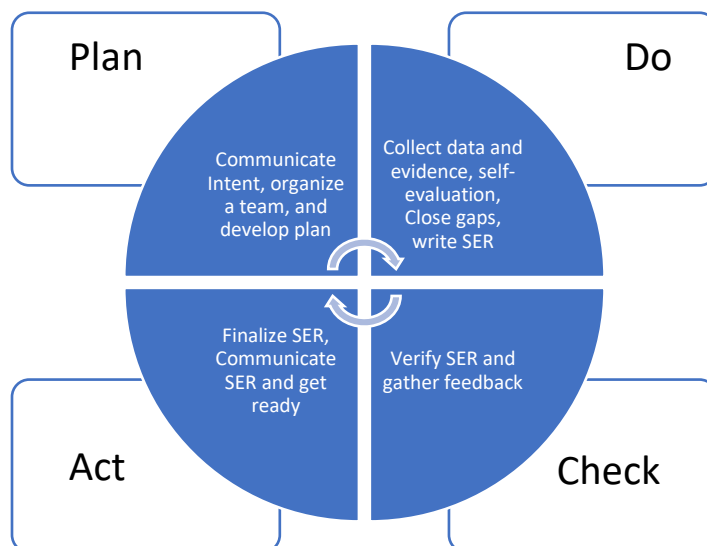 Plan
Do
Communicate
Intent, organize
a team, and
develop plan
Collect data and
evidence, self-
evaluation,
Close gaps,
write SER
Finalize SER,
Communicate
SER and get
ready
Verify SER and
gather feedback
Act
Check